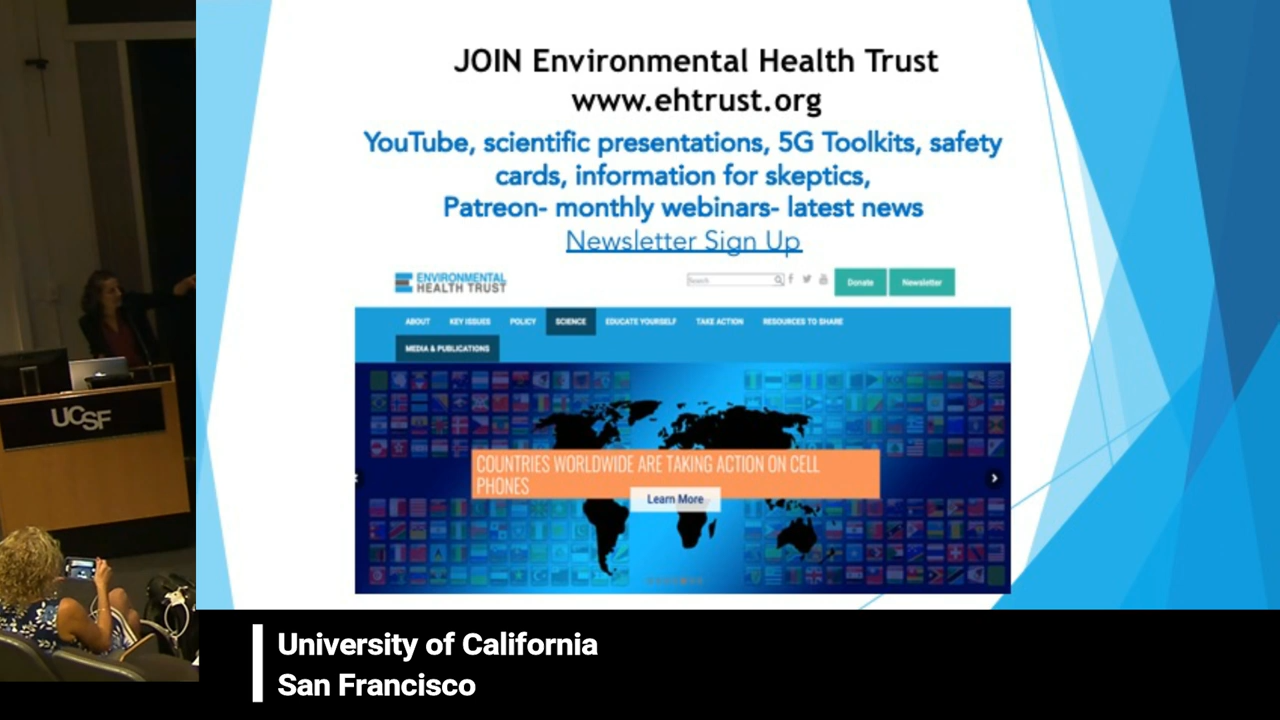 JOIN Environmental Health Trust
www.ehtrust.org
YouTube, scientific presentations, 5G Toolkits, safety
cards, information for skeptics,
Patreon- monthly webinars- latest news
Newsletter Sign Up
ENVIRONMENTAL
HEALTH TRUST
Search
Donate
Newsletter
ABOUT KEY ISSUES POLICY SCIENCE EDUCATE YOURSELF TAKE ACTION RESOURCES TO SHARE
MEDIA & PUBLICATIONS
COUNTRIES WORLDWIDE ARE TAKING ACTION ON CELL
PHONES
Learn More
UCSF
University of California
San Francisco